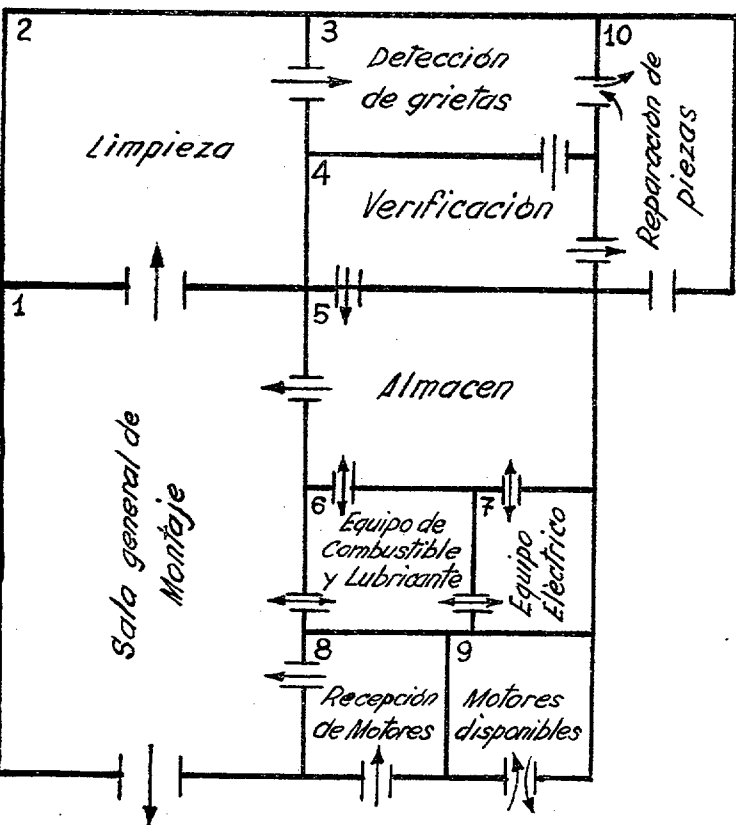 2
3
10
Detección
de grietas
Limpieza
4
Verificación
Reparación de
piezas
1
5
Almacen
Sala general de
Montaje
6
Equipo de
Combustible
y Lubricante
7
Equipo
Elèctrico
8
Recepción
de Motores
9
Motores
disponibles